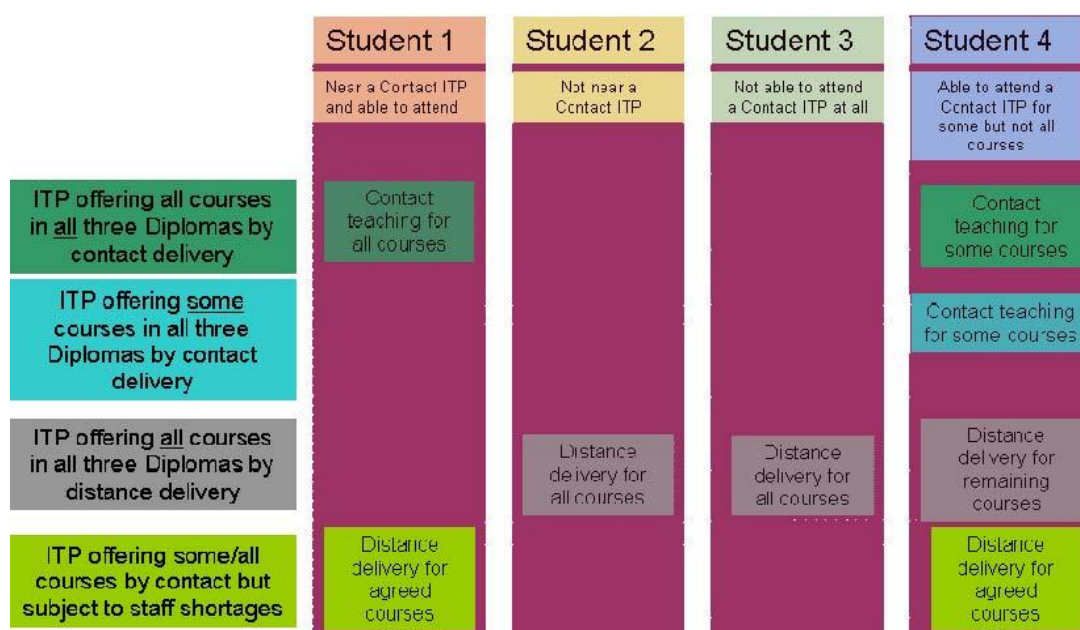 Student 1
Student 2
Student 3
Student 4
Near a Contact ITP
and able to attend
Not near a
Contact ITP
Not able to attend
a Contact ITP at all
Able to attend a
Contact ITP for
some but not all
courses
ITP offering all courses
in all three Diplomas by
contact delivery
Contact
teaching for
all courses
Contact
teaching for
some courses
ITP offering some
courses in all three
Diplomas by contact
delivery
Contact teaching
for some courses
ITP offering all courses
in all three Diplomas by
distance delivery
Distance
delivery for
all courses
Distance
delivery for
all courses
Distance
delivery for
remaining
courses
ITP offering some/all
courses by contact but
subject to staff shortages
Distance
delivery for
agreed
courses
Distance
delivery for
agreed
courses